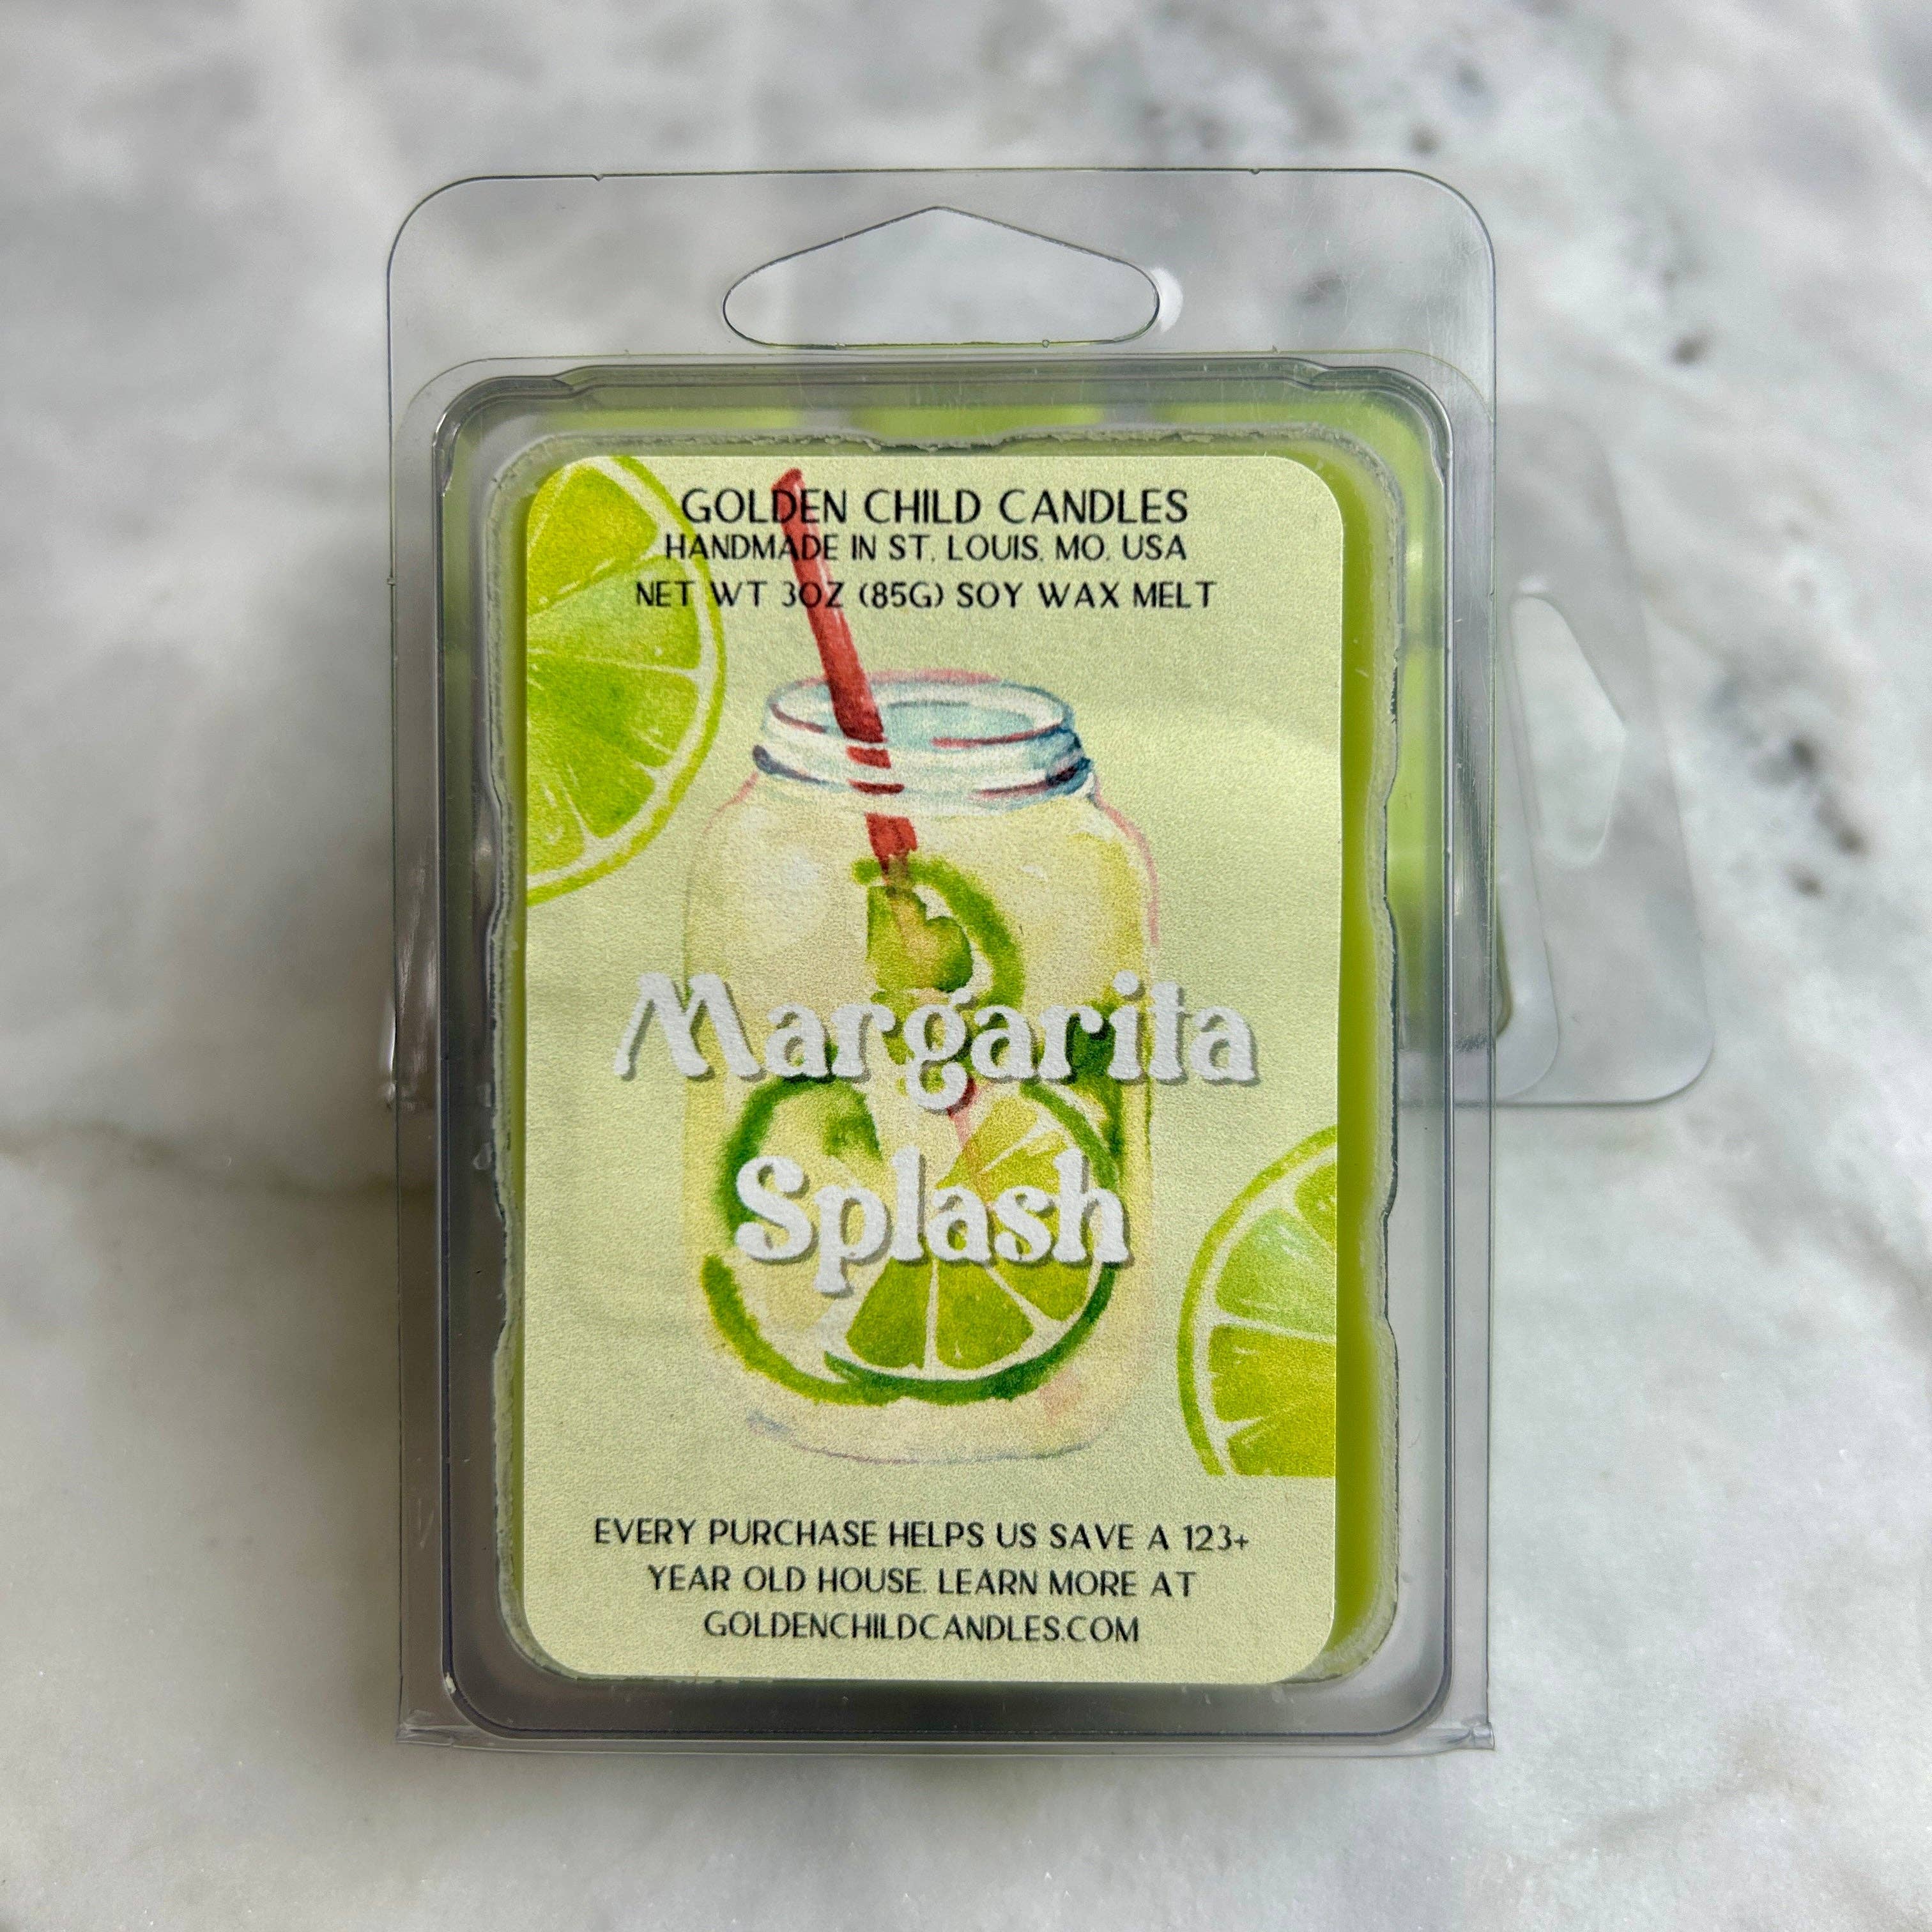 GOLDEN CHILD CANDLES
HANDMADE IN ST. LOUIS, MO. USA
NET WT 3OZ (85G) SOY WAX MELT
Margarita
Splash
EVERY PURCHASE HELPS US SAVE A 123+
YEAR OLD HOUSE. LEARN MORE AT
GOLDENCHILDCANDLES.COM